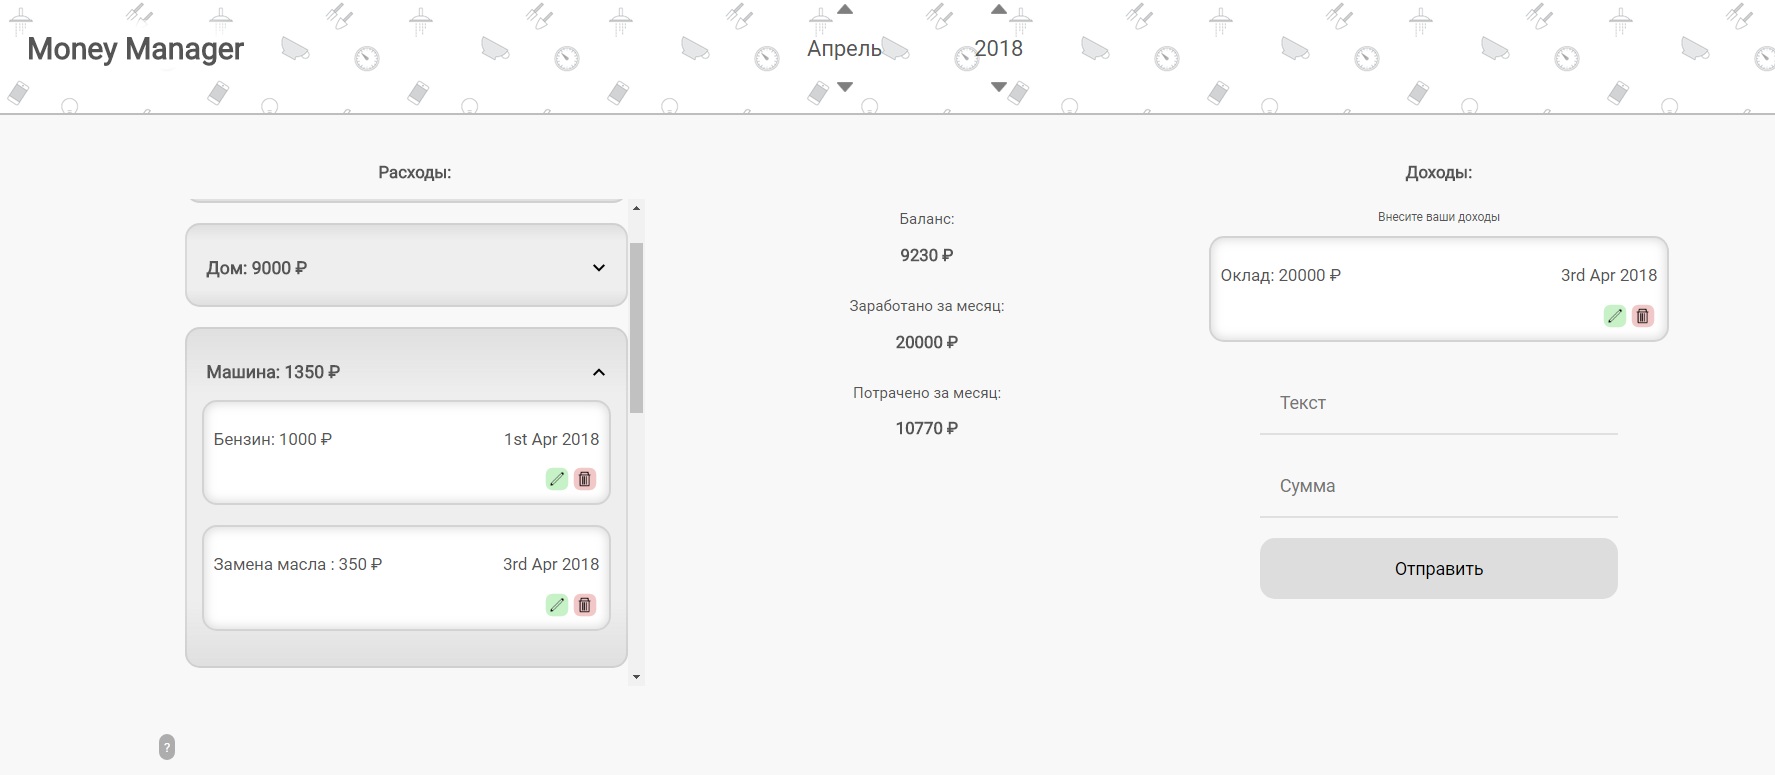 Money Manager
Апрель 2018
Расходы:
Дом: 9000 ₽
Машина: 1350 ₽
Бензин: 1000 ₽ 1st Apr 2018
Замена масла : 350 ₽ 3rd Apr 2018
?
Баланс:
9230 ₽
Заработано за месяц:
20000 ₽
Потрачено за месяц:
10770 ₽
Доходы:
Внесите ваши доходы
Оклад: 20000 ₽ 3rd Apr 2018
Текст
Сумма
Отправить